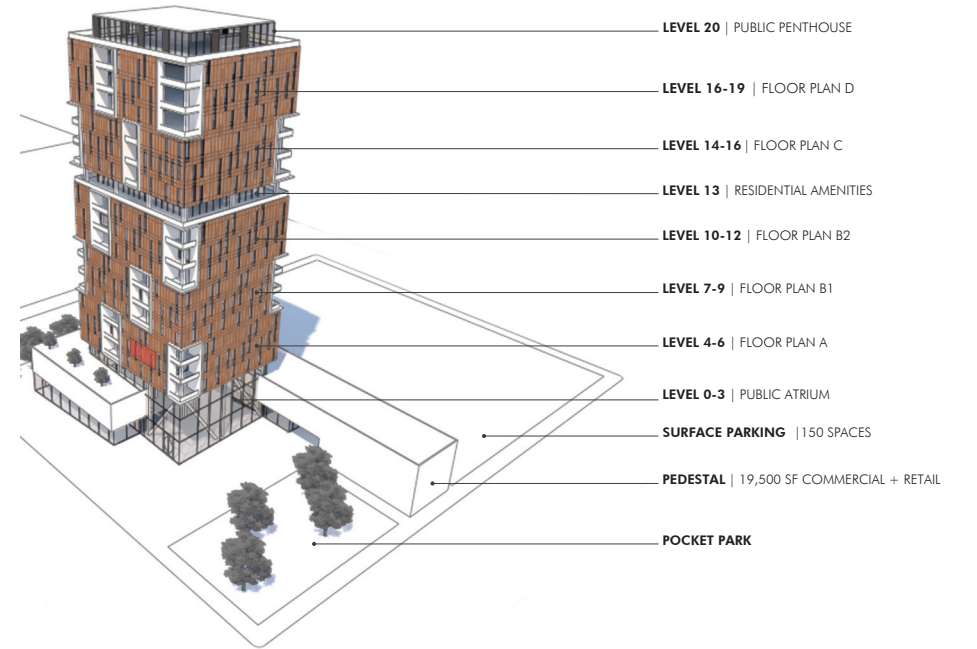 LEVEL 20 | PUBLIC PENTHOUSE
LEVEL 16-19 | FLOOR PLAN D
LEVEL 14-16 | FLOOR PLAN C
LEVEL 13 | RESIDENTIAL AMENITIES
LEVEL 10-12 | FLOOR PLAN B2
LEVEL 7-9 | FLOOR PLAN B1
LEVEL 4-6 | FLOOR PLAN A
LEVEL 0-3 | PUBLIC ATRIUM
SURFACE PARKING | 150 SPACES
PEDESTAL | 19,500 SF COMMERCIAL + RETAIL
POCKET PARK